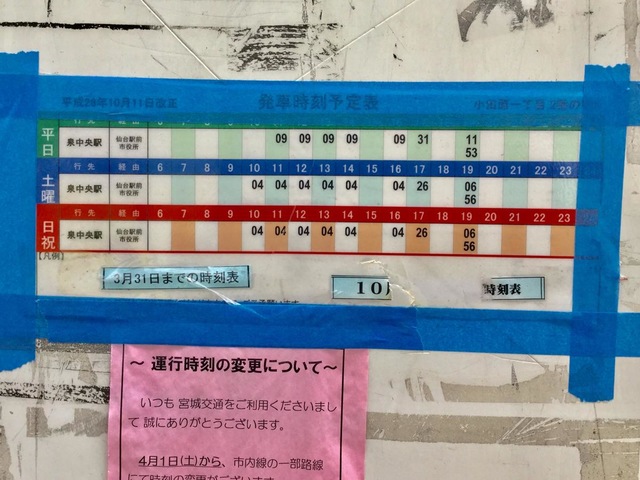 平成29年10月11日改正 発車時刻予定表
平日 泉中央駅 仙台駅前 市役所 09 09 09 09 09 31 11
53
土曜 行先 経由 6 7 8 9 10 11 12 13 14 15 16 17 18 19 20 21 22 23
泉中央駅 仙台駅前 市役所 04 04 04 04 04 04 26 06
56
日祝 行先 経由 6 7 8 9 10 11 12 13 14 15 16 17 18 19 20 21 22 23
泉中央駅 仙台駅前 市役所 04 04 04 04 04 04 26 06
56
【凡例】
3月31日までの時刻表 10 時刻表
～ 運行時刻の変更について～
いつも 宮城交通をご利用くださいまし
て 誠にありがとうございます。
4月1日(土)から、市内線の一部路線
にて時刻の変更がございます